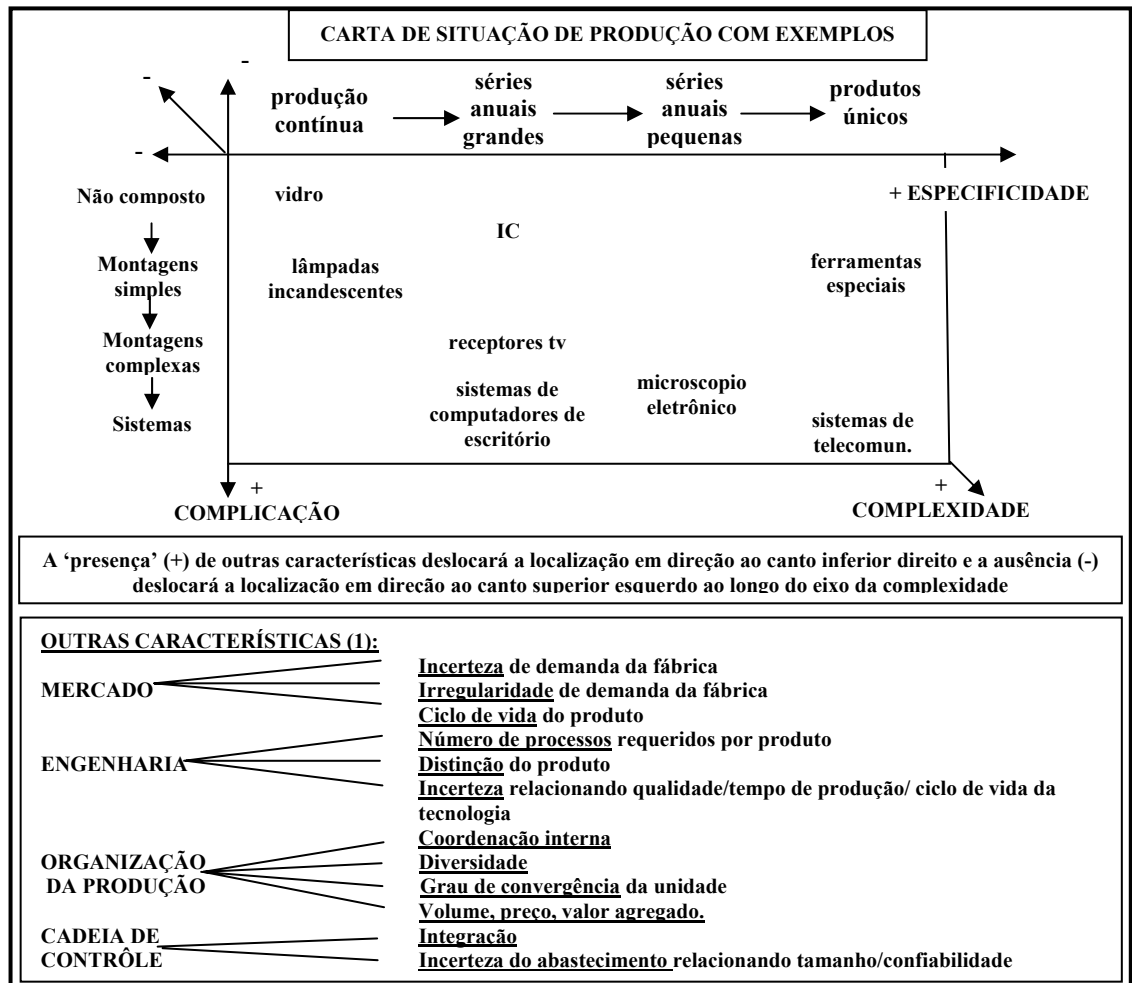 CARTA DE SITUAÇÃO DE PRODUÇÃO COM EXEMPLOS
-
-
produção
contínua
séries
anuais
grandes
séries
anuais
pequenas
produtos
únicos
-
+ ESPECIFICIDADE
Não composto
Montagens
simples
Montagens
complexas
Sistemas
vidro
IC
lâmpadas
incandescentes
ferramentas
especiais
receptores tv
sistemas de
computadores de
escritório
microscopio
eletrônico
sistemas de
telecomun.
+
COMPLICAÇÃO
+
COMPLEXIDADE
A ‘presença’ (+) de outras características deslocará a localização em direção ao canto inferior direito e a ausência (-)
deslocará a localização em direção ao canto superior esquerdo ao longo do eixo da complexidade
OUTRAS CARACTERÍSTICAS (1):
MERCADO
Incerteza de demanda da fábrica
Irregularidade de demanda da fábrica
Ciclo de vida do produto
ENGENHARIA
Número de processos requeridos por produto
Distinção do produto
Incerteza relacionando qualidade/tempo de produção/ ciclo de vida da
tecnologia
ORGANIZAÇÃO
DA PRODUÇÃO
Coordenação interna
Diversidade
Grau de convergência da unidade
Volume, preço, valor agregado.
CADEIA DE
CONTRÔLE
Integração
Incerteza do abastecimento relacionando tamanho/confiabilidade